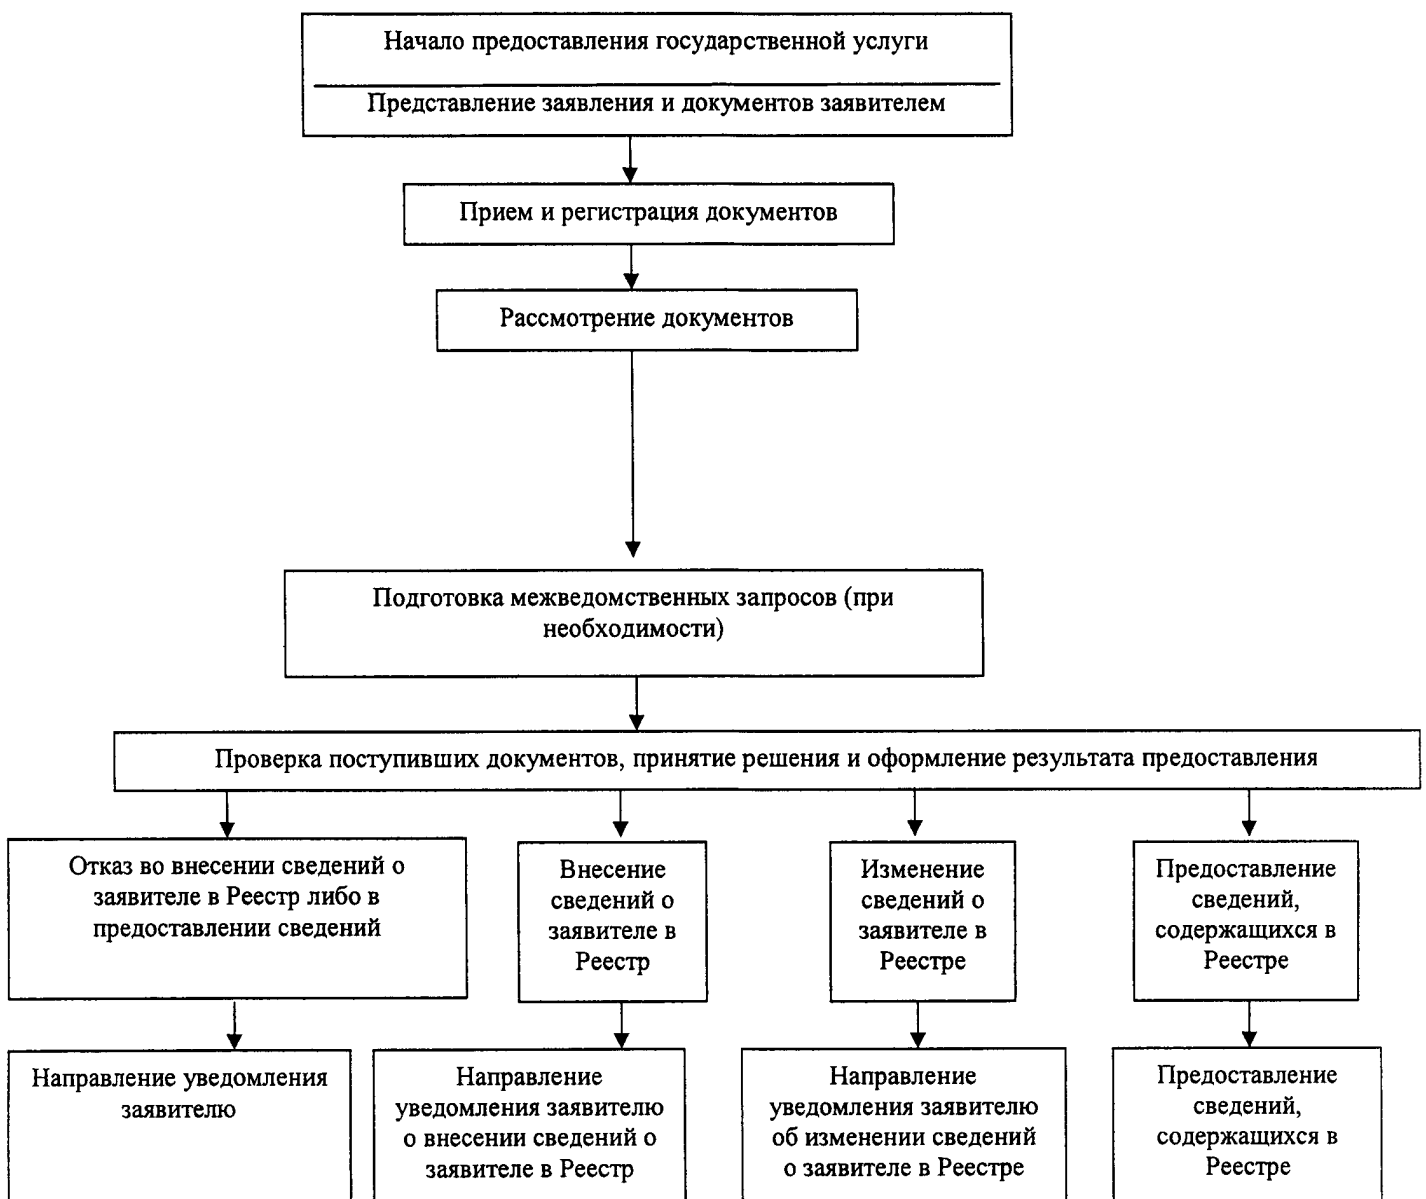 Начало предоставления государственной услуги
Представление заявления и документов заявителем
Прием и регистрация документов
Рассмотрение документов
Подготовка межведомственных запросов (при
необходимости)
Проверка поступивших документов, принятие решения и оформление результата предоставления
Отказ во внесении сведений о
заявителе в Реестр либо в
предоставлении сведений
Внесение
сведений о
заявителе в
Реестр
Изменение
сведений о
заявителе в
Реестре
Предоставление
сведений,
содержащихся в
Реестре
Направление уведомления
заявителю
Направление
уведомления заявителю
о внесении сведений о
заявителе в Реестр
Направление
уведомления заявителю
об изменении сведений
о заявителе в Реестре
Предоставление
сведений,
содержащихся в
Реестре